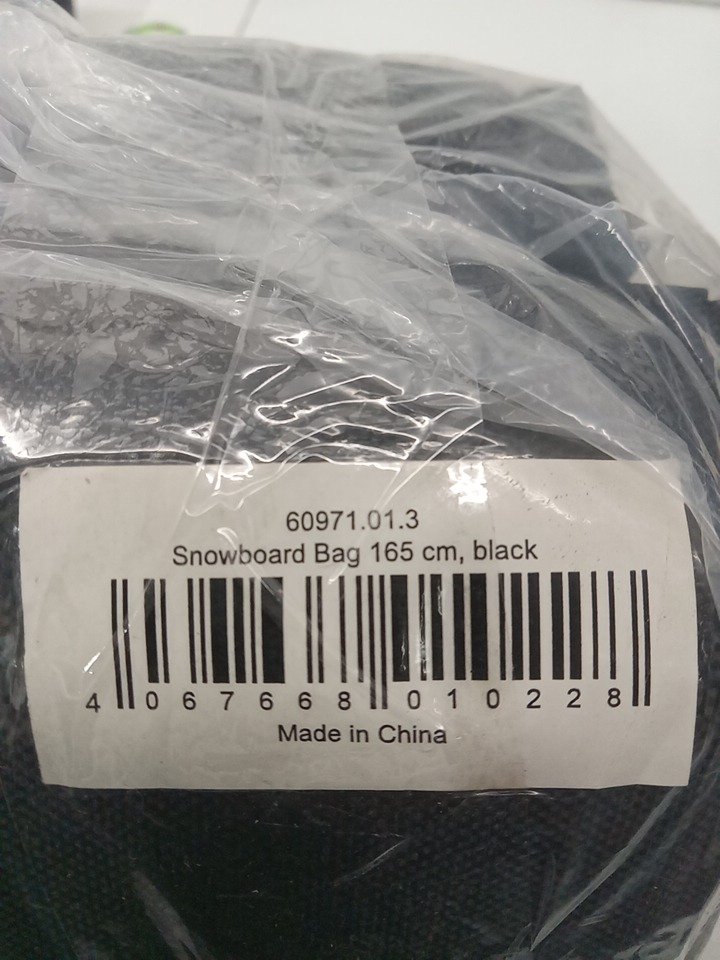 60971.01.3
Snowboard Bag 165 cm, black
4 067668 010228
Made in China